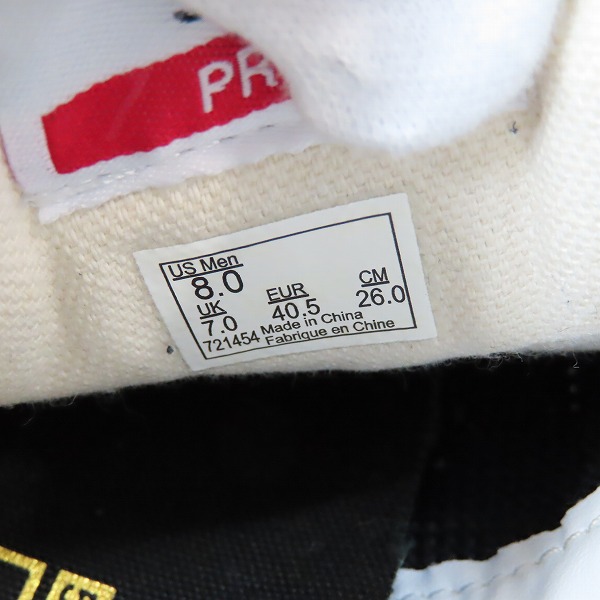 PR
US Men
8.0
UK
7.0
EUR
40.5
CM
26.0
721454 Made in China
Fabrique en Chine